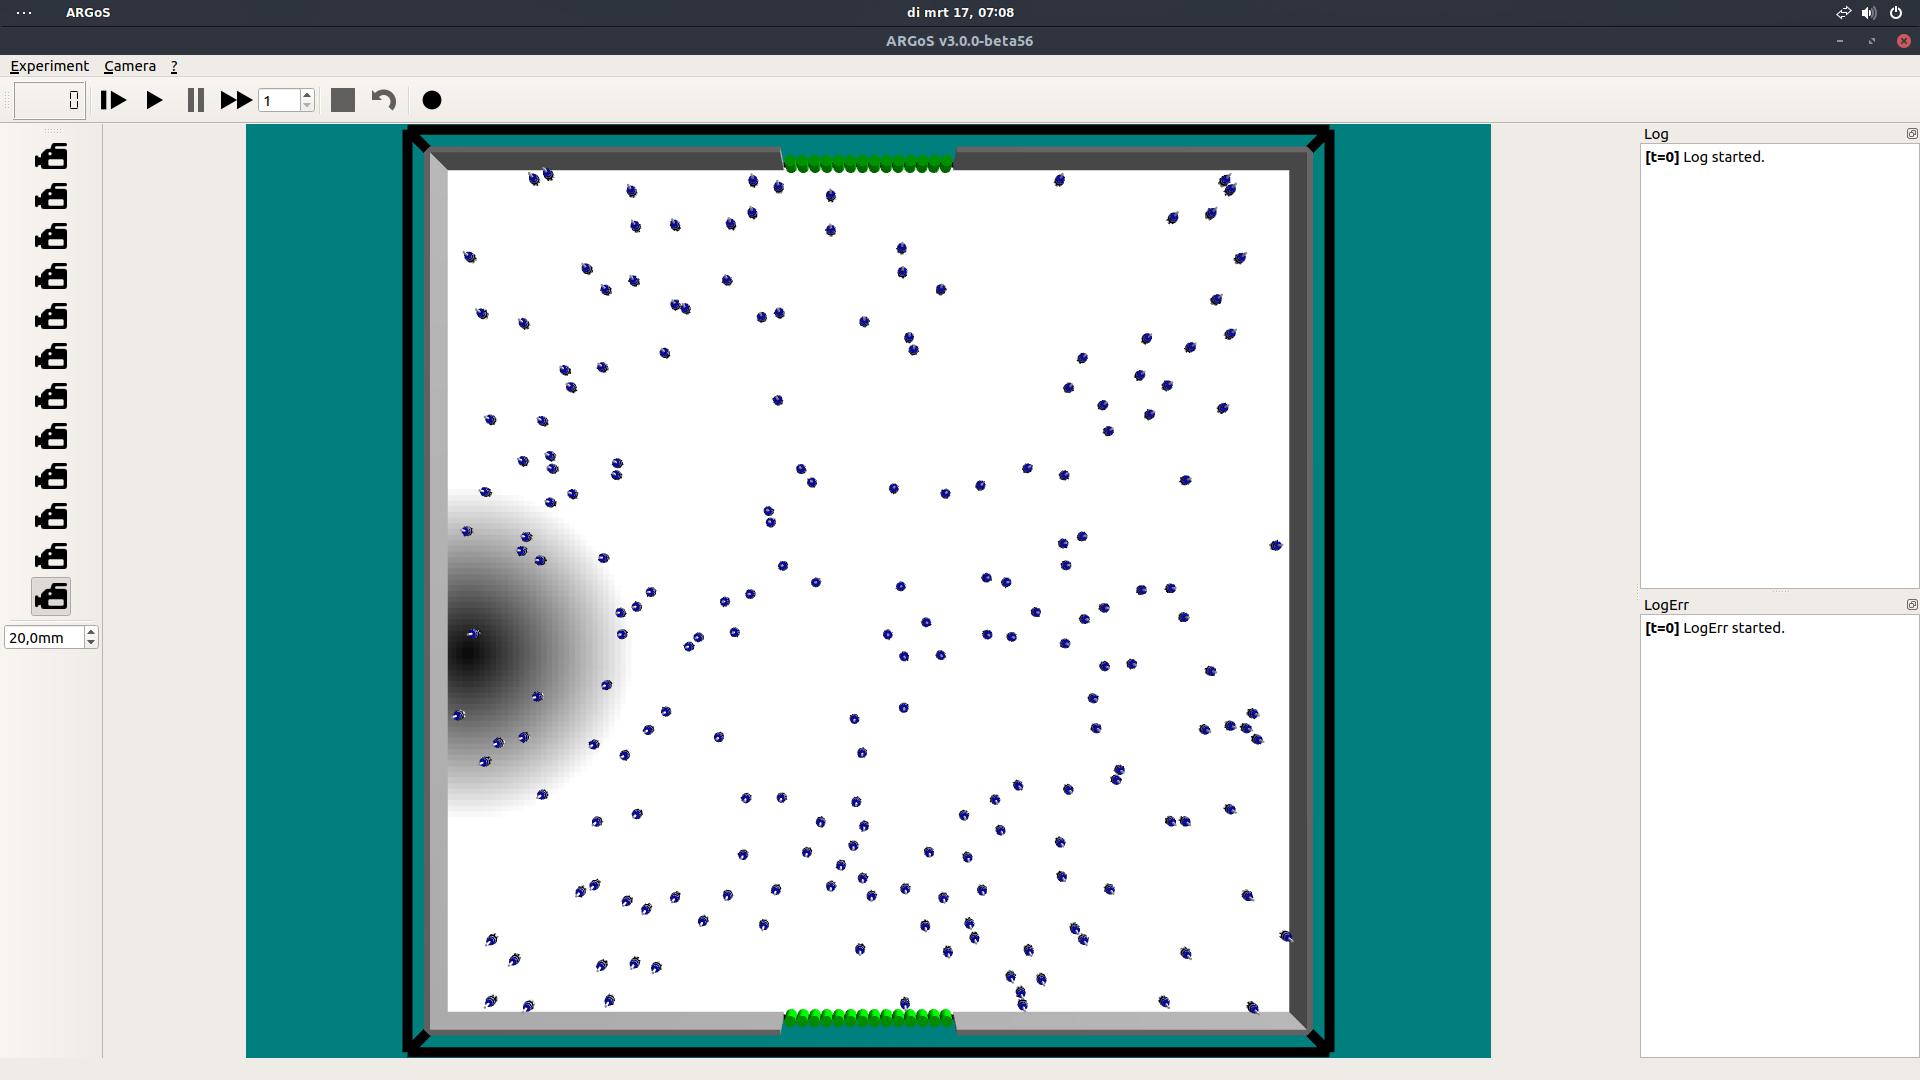 ARGoS
di mrt 17, 07:08
ARGoS v3.0.0-beta56
Experiment Camera ?
0
1
20,0mm
Log
[t=0] Log started.
LogErr
[t=0] LogErr started.